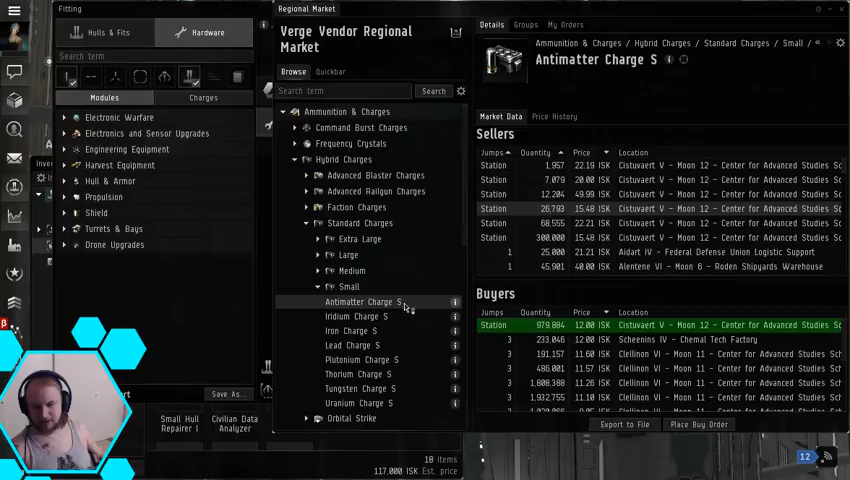 Fitting
Hulls & Fits
Hardware
Search term
Modules
Charges
Electronic Warfare
Electronics and Sensor Upgrades
Engineering Equipment
Harvest Equipment
Hull & Armor
Propulsion
Shield
Turrets & Bays
Drone Upgrades
Save As...
Small Hull
Repairer I
Civilian Data
Analyzer
18 Items
117,000 ISK Est. price
Regional Market
Verge Vendor Regional
Market
Browse
Quickbar
Search term
Search
Ammunition & Charges
Command Burst Charges
Frequency Crystals
Hybrid Charges
Advanced Blaster Charges
Advanced Railgun Charges
Faction Charges
Standard Charges
Extra Large
Large
Medium
Small
Antimatter Charge S
Iridium Charge S
Iron Charge S
Lead Charge S
Plutonium Charge S
Thorium Charge S
Tungsten Charge S
Uranium Charge S
Orbital Strike
Details Groups My Orders
Ammunition & Charges / Hybrid Charges / Standard Charges / Small /
Antimatter Charge S
Market Data Price History
Sellers
Jumps Quantity Price Location
Station 1,957 22.19 ISK Cistuvaert V - Moon 12 - Center for Advanced Studies Sc
Station 7,079 20.00 ISK Cistuvaert V - Moon 12 - Center for Advanced Studies Sc
Station 12,204 49.99 ISK Cistuvaert V - Moon 12 - Center for Advanced Studies Sc
Station 26,793 15.48 ISK Cistuvaert V - Moon 12 - Center for Advanced Studies Sc
Station 68,555 22.21 ISK Cistuvaert V - Moon 12 - Center for Advanced Studies Sc
Station 300,000 15.48 ISK Cistuvaert V - Moon 12 - Center for Advanced Studies Sc
1 25,000 21.21 ISK Aidart IV - Federal Defense Union Logistic Support
1 45,901 40.00 ISK Alentene VI - Moon 6 - Roden Shipyards Warehouse
Buyers
Jumps Quantity Price Location
Station 979,884 12.00 ISK Cistuvaert V - Moon 12 - Center for Advanced Studies Sc
3 233,046 12.00 ISK Scheenins IV - Chemal Tech Factory
3 191,157 11.60 ISK Clellinon VI - Moon 11 - Center for Advanced Studies Sch
3 486,001 11.57 ISK Clellinon VI - Moon 11 - Center for Advanced Studies Sch
3 1,808,388 11.26 ISK Clellinon VI - Moon 11 - Center for Advanced Studies Sch
3 1,932,755 11.10 ISK Clellinon VI - Moon 11 - Center for Advanced Studies Sch
Export to File
Place Buy Order
12